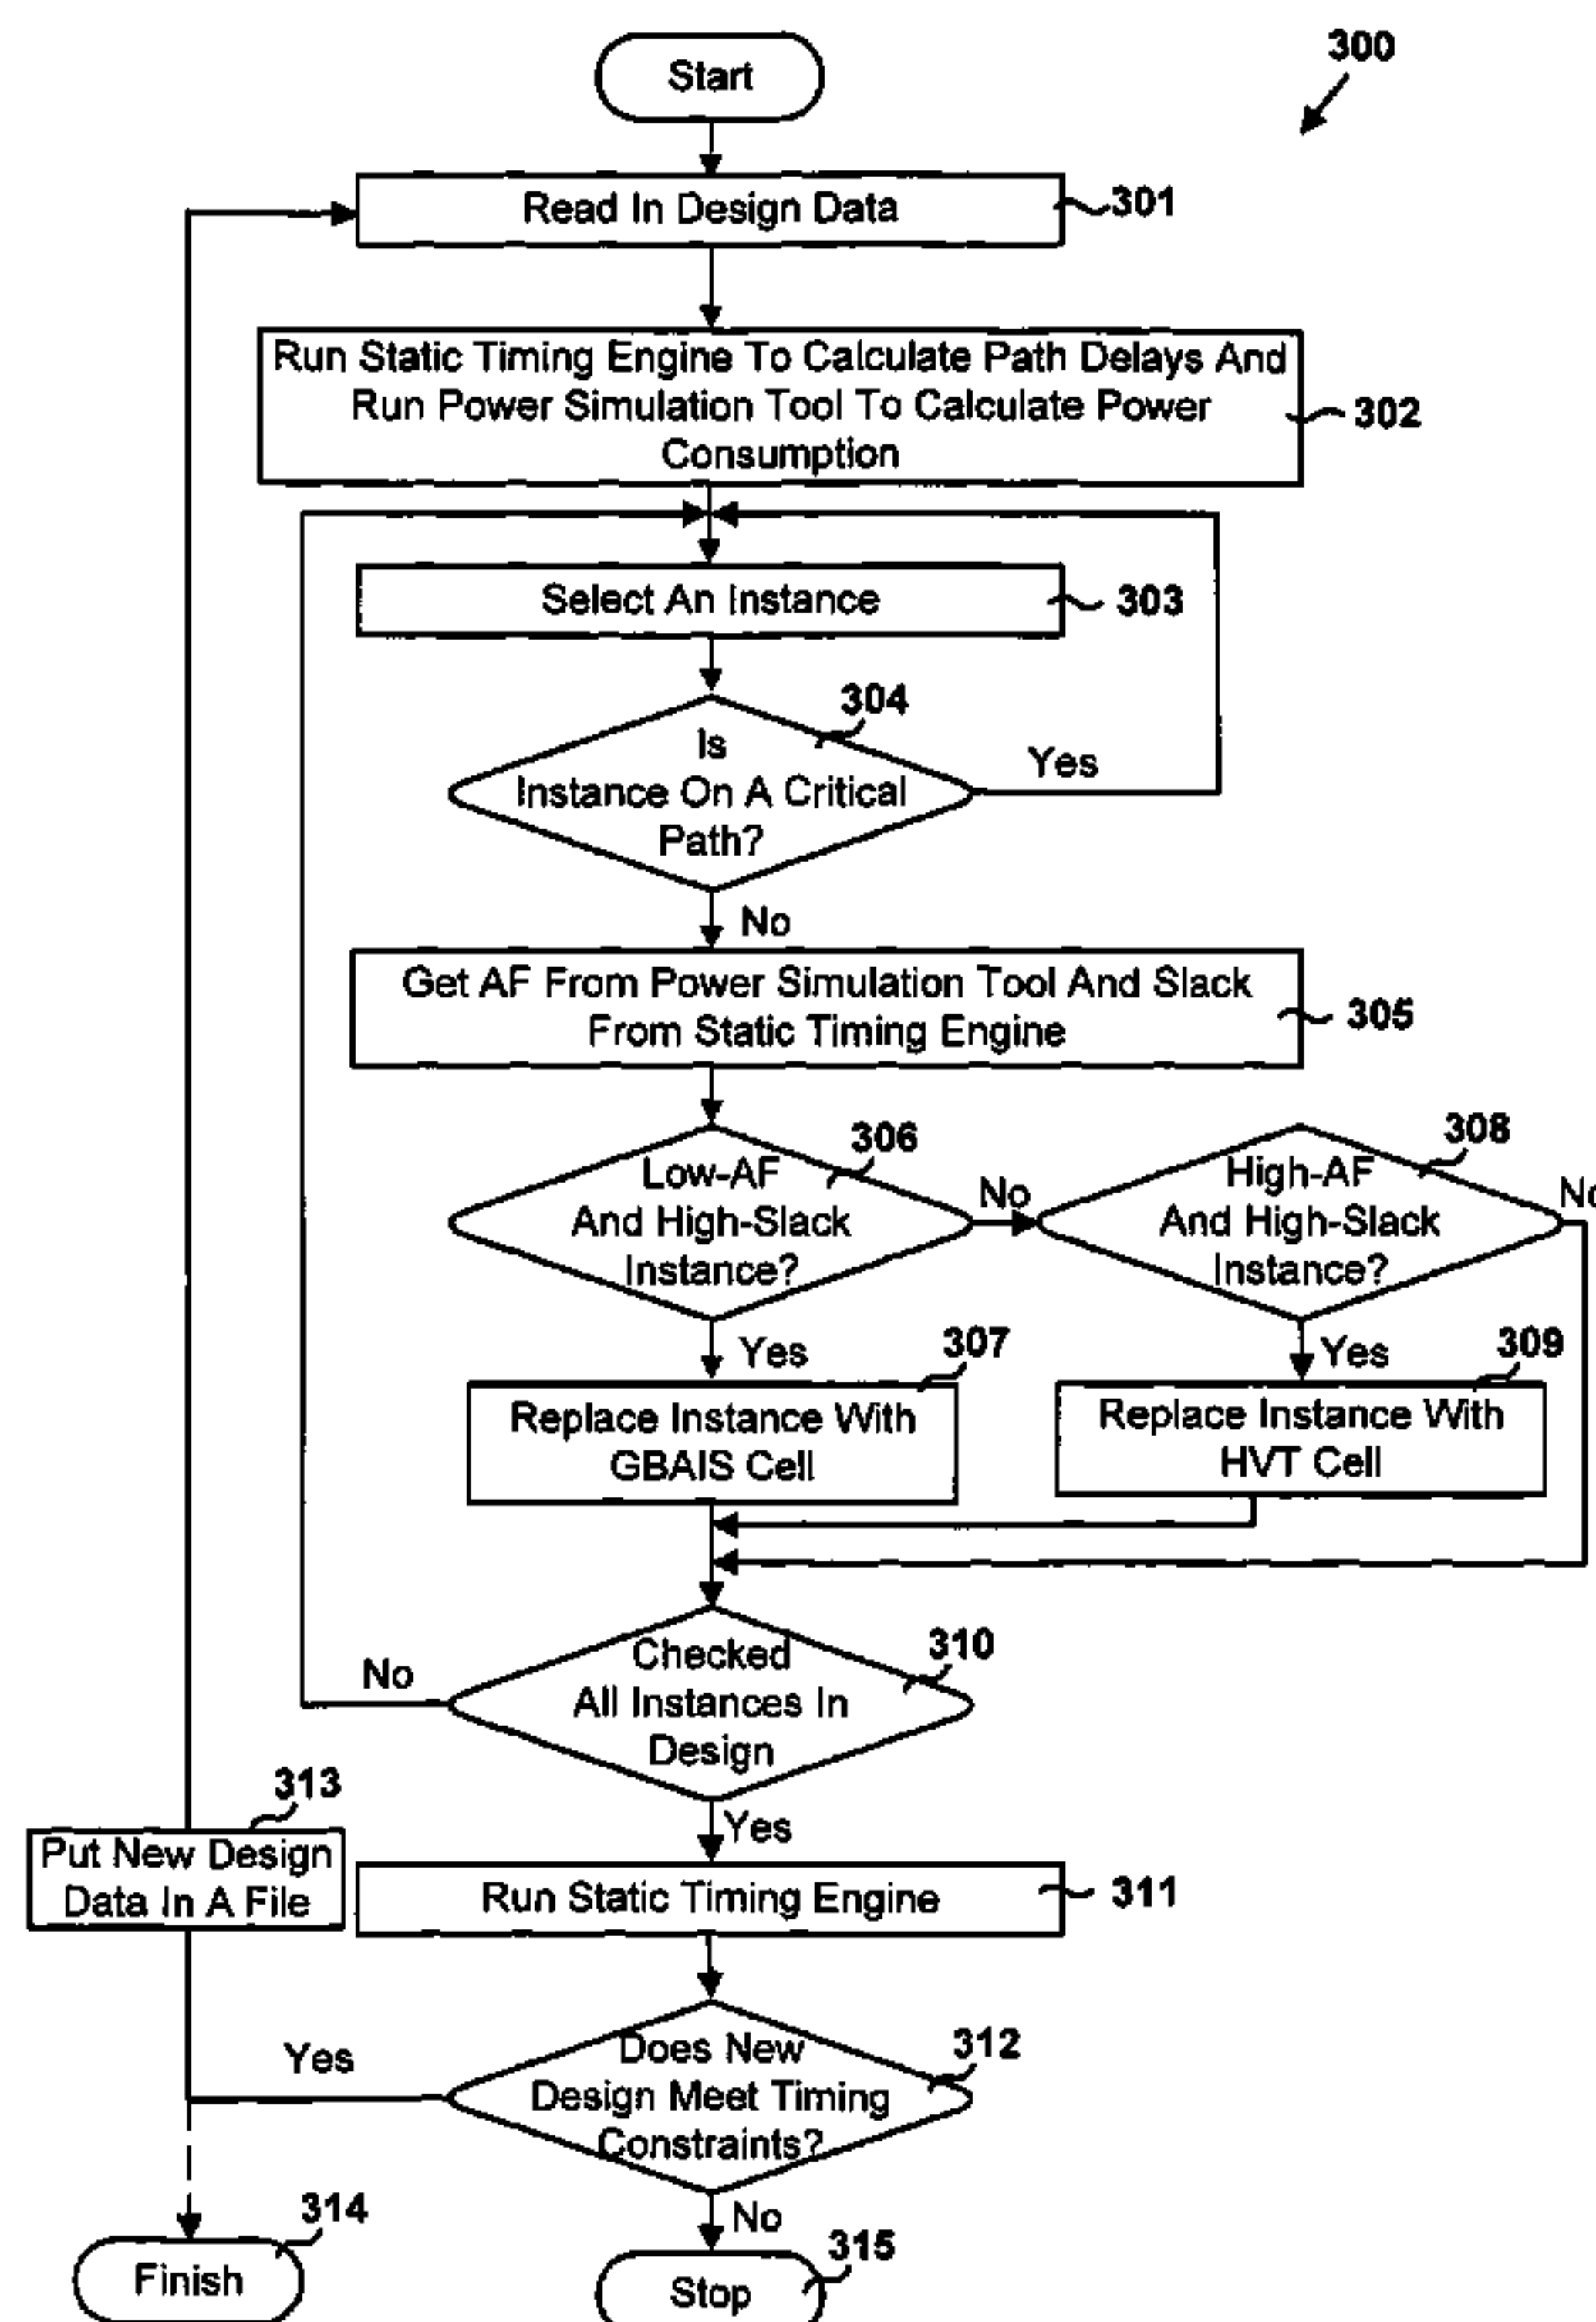 Start
300
Read In Design Data
301
Run Static Timing Engine To Calculate Path Delays And
Run Power Simulation Tool To Calculate Power
Consumption
302
Select An Instance
303
304
Is
Instance On A Critical
Path?
Yes
No
Get AF From Power Simulation Tool And Slack
From Static Timing Engine
305
306
Low-AF
And High-Slack
Instance?
No
308
High-AF
And High-Slack
Instance?
No
Yes
307
Yes
309
Replace Instance With
GBAIS Cell
Replace Instance With
HVT Cell
310
Checked
All Instances In
Design
No
Yes
313
Put New Design
Data In A File
Run Static Timing Engine
311
312
Does New
Design Meet Timing
Constraints?
Yes
No
314
Finish
315
Stop